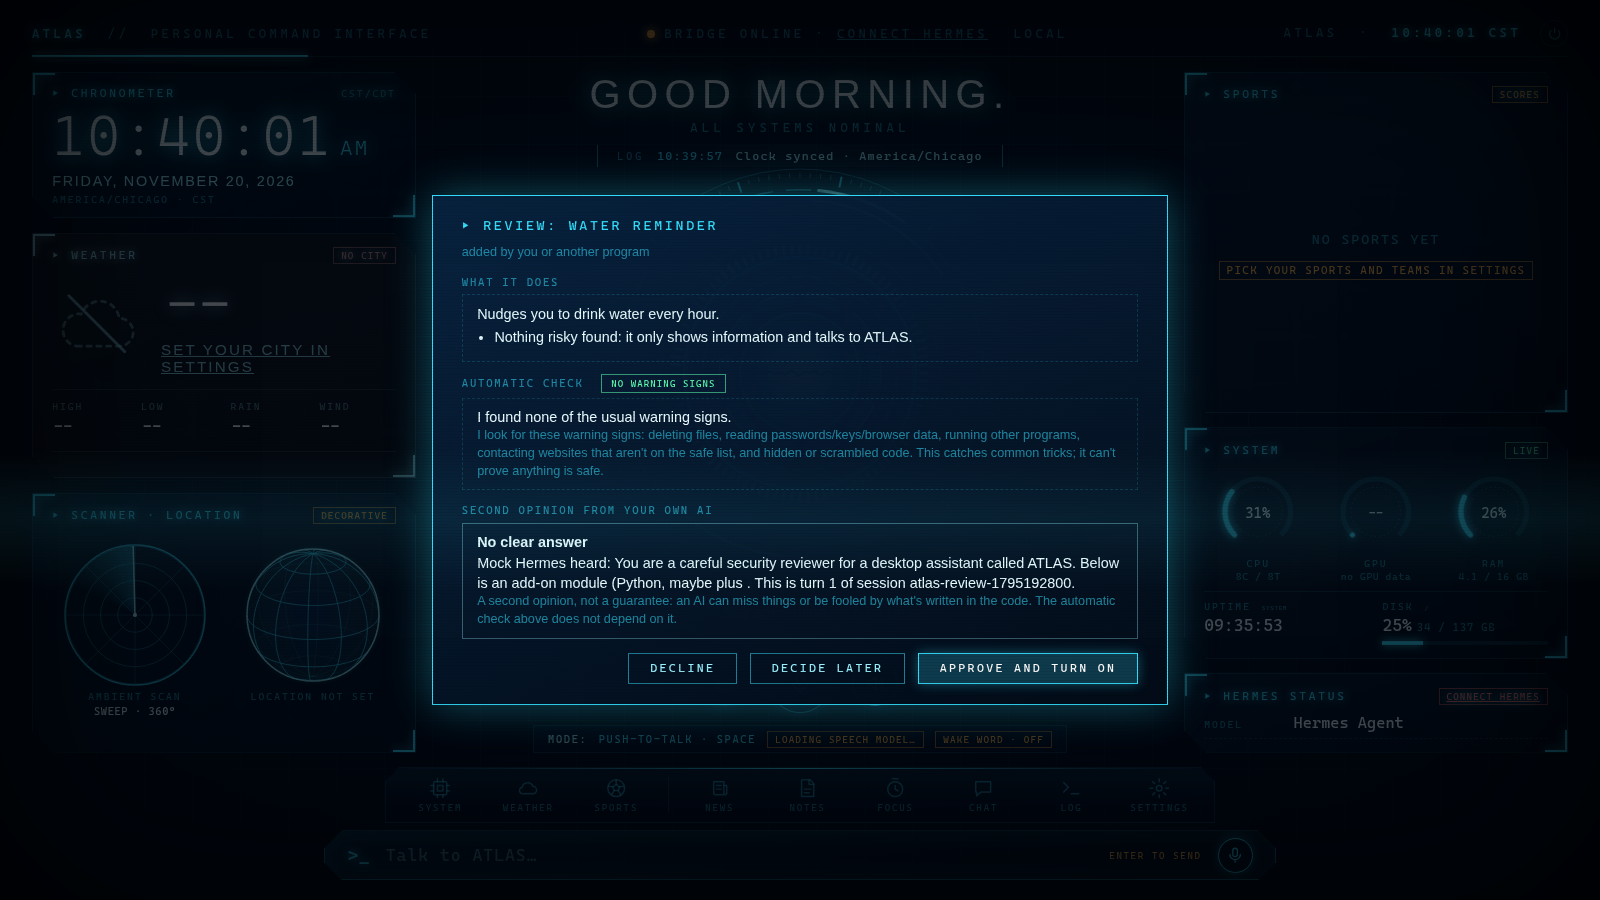 ATLAS // PERSONAL COMMAND INTERFACE
BRIDGE ONLINE · CONNECT HERMES LOCAL
ATLAS · 10:40:01 CST
CHRONOMETER CST/CDT
10:40:01 AM
FRIDAY, NOVEMBER 20, 2026
AMERICA/CHICAGO · CST
WEATHER NO CITY
——
SET YOUR CITY IN
SETTINGS
HIGH LOW RAIN WIND
-- -- -- --
SCANNER · LOCATION DECORATIVE
AMBIENT SCAN LOCATION NOT SET
SWEEP · 360°
GOOD MORNING.
ALL SYSTEMS NOMINAL
LOG 10:39:57 Clock synced · America/Chicago
REVIEW: WATER REMINDER
added by you or another program
WHAT IT DOES
Nudges you to drink water every hour.
• Nothing risky found: it only shows information and talks to ATLAS.
AUTOMATIC CHECK NO WARNING SIGNS
I found none of the usual warning signs.
I look for these warning signs: deleting files, reading passwords/keys/browser data, running other programs,
contacting websites that aren't on the safe list, and hidden or scrambled code. This catches common tricks; it can't
prove anything is safe.
SECOND OPINION FROM YOUR OWN AI
No clear answer
Mock Hermes heard: You are a careful security reviewer for a desktop assistant called ATLAS. Below
is an add-on module (Python, maybe plus . This is turn 1 of session atlas-review-1795192800.
A second opinion, not a guarantee: an AI can miss things or be fooled by what's written in the code. The automatic
check above does not depend on it.
DECLINE DECIDE LATER APPROVE AND TURN ON
MODE: PUSH-TO-TALK · SPACE LOADING SPEECH MODEL… WAKE WORD · OFF
SYSTEM WEATHER SPORTS NEWS NOTES FOCUS CHAT LOG SETTINGS
>_ Talk to ATLAS… ENTER TO SEND
SPORTS SCORES
NO SPORTS YET
PICK YOUR SPORTS AND TEAMS IN SETTINGS
SYSTEM LIVE
31% -- 26%
CPU GPU RAM
8C / 8T no GPU data 4.1 / 16 GB
UPTIME SYSTEM DISK /
09:35:53 25% 34 / 137 GB
HERMES STATUS CONNECT HERMES
MODEL Hermes Agent